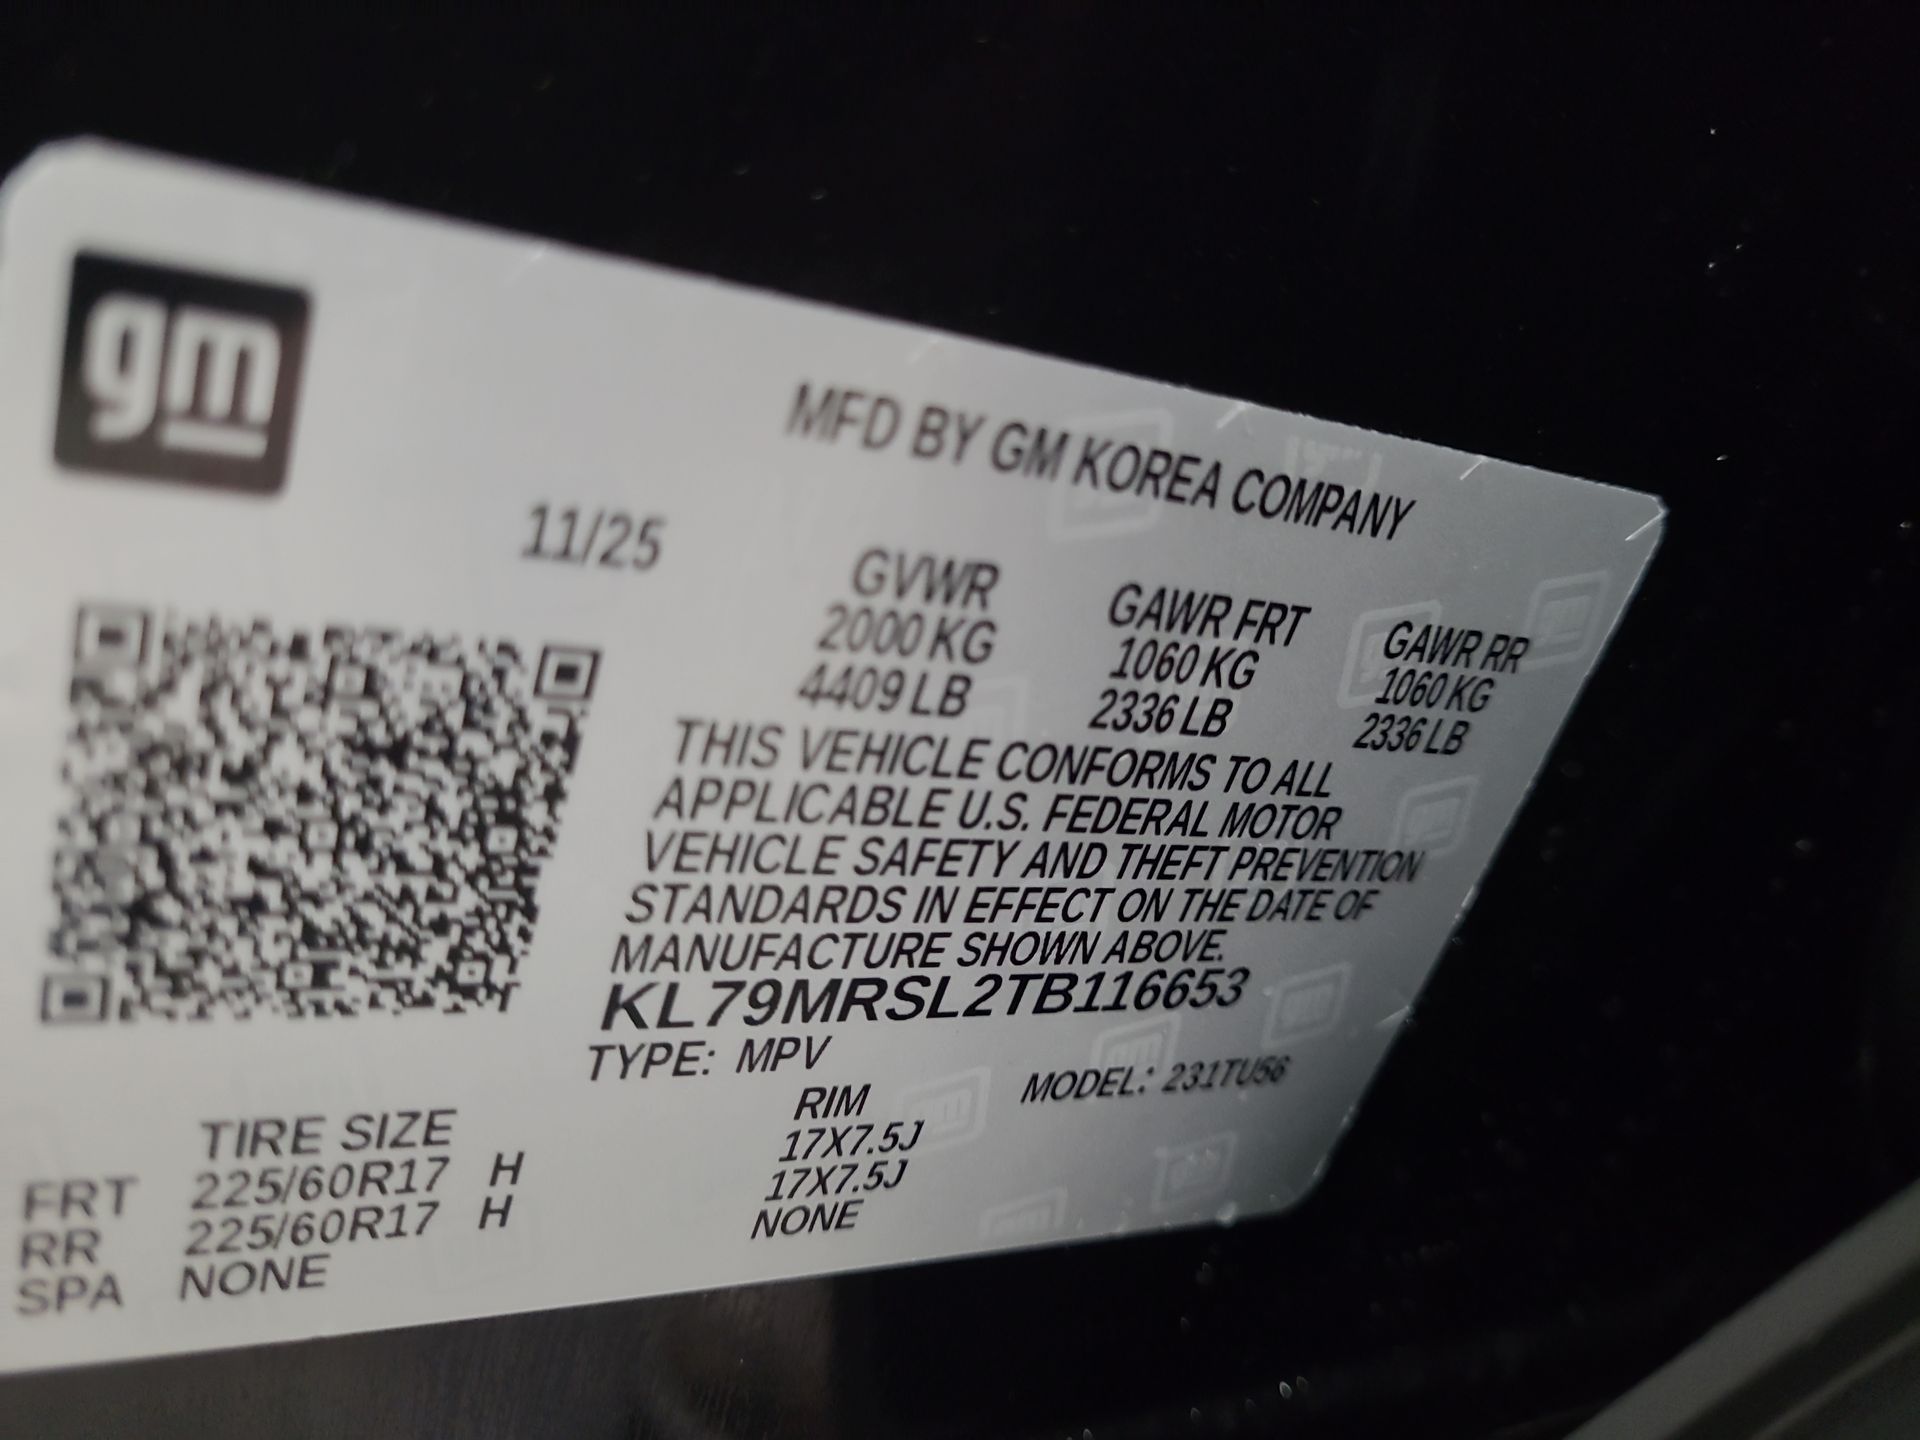 gm
MFD BY GM KOREA COMPANY
11/25
GVWR GAWR FRT GAWR RR
2000 KG 1060 KG 1060 KG
4409 LB 2336 LB 2336 LB
THIS VEHICLE CONFORMS TO ALL
APPLICABLE U.S. FEDERAL MOTOR
VEHICLE SAFETY AND THEFT PREVENTION
STANDARDS IN EFFECT ON THE DATE OF
MANUFACTURE SHOWN ABOVE.
KL79MRSL2TB116653
TYPE: MPV MODEL: 231TU56
TIRE SIZE RIM
FRT 225/60R17 H 17X7.5J
RR 225/60R17 H 17X7.5J
SPA NONE NONE